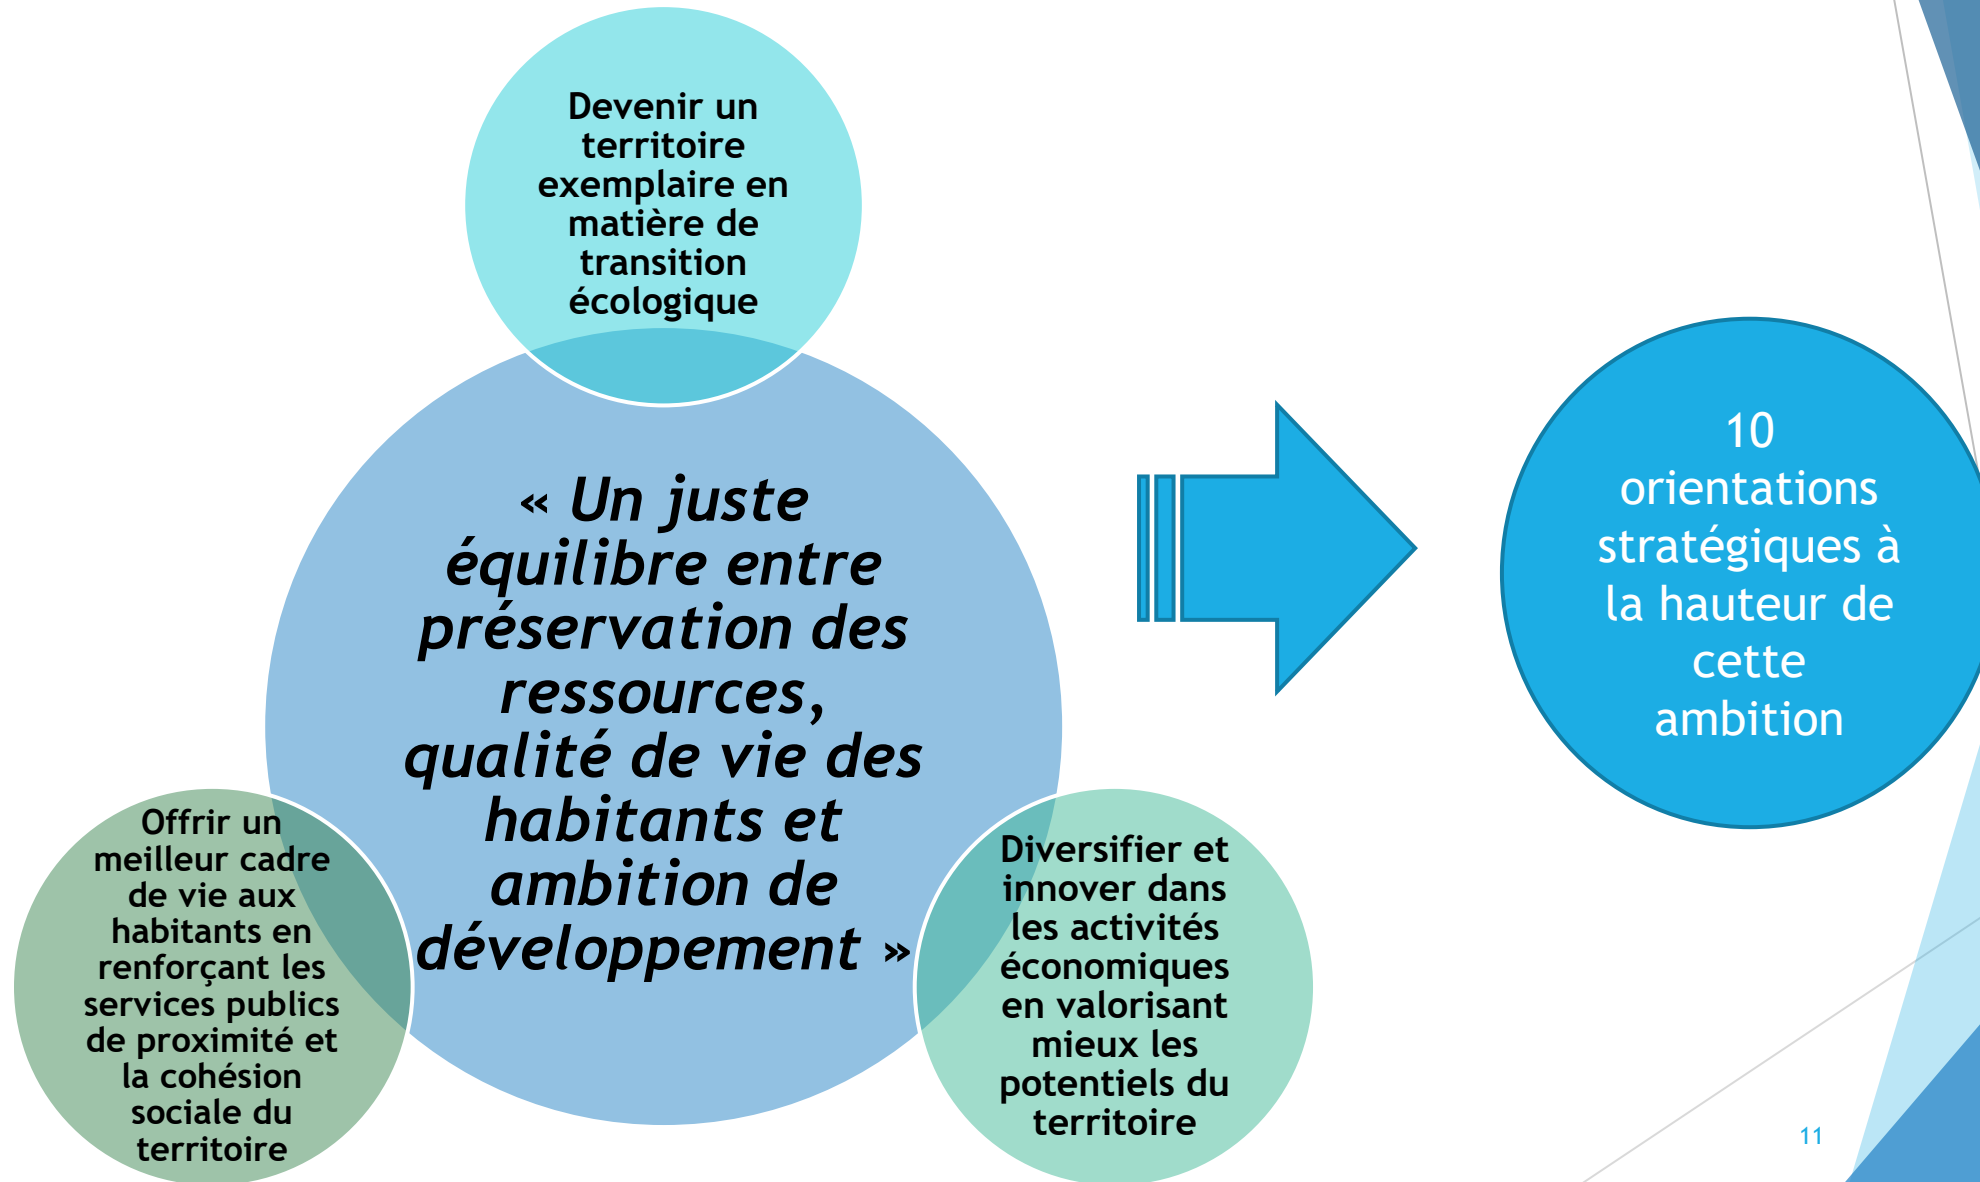 Devenir un
territoire
exemplaire en
matière de
transition
écologique
« Un juste
équilibre entre
préservation des
ressources,
qualité de vie des
habitants et
ambition de
développement »
Offrir un
meilleur cadre
de vie aux
habitants en
renforçant les
services publics
de proximité et
la cohésion
sociale du
territoire
Diversifier et
innover dans
les activités
économiques
en valorisant
mieux les
potentiels du
territoire
10
orientations
stratégiques à
la hauteur de
cette
ambition
11